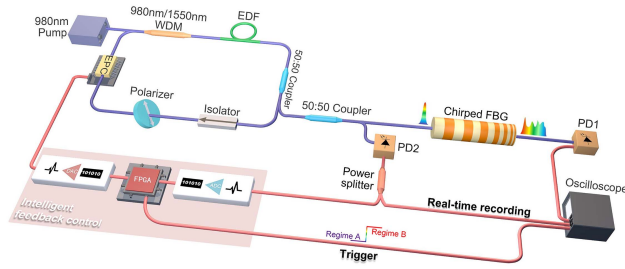 980nm/1550nm
WDM
EDF
980nm
Pump
EPC
50:50
Coupler
Polarizer
Isolator
50:50 Coupler
Chirped FBG
PD1
PD2
Power
splitter
Oscilloscope
101010
FPGA
101010
Intelligent
feedback control
Real-time recording
Regime A
Regime B
Trigger